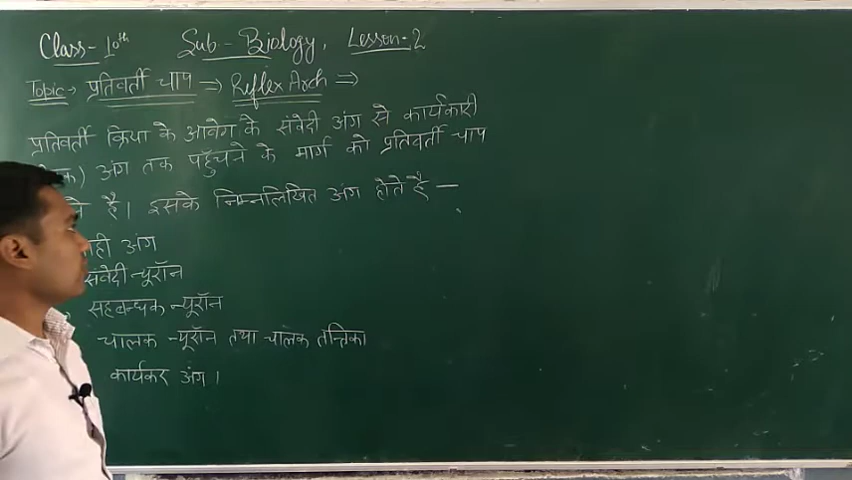 Class- 10th Sub- Biology, Lesson-2
Topic → प्रतिवर्ती चाप ⇒ Reflex Arch ⇒
प्रतिवर्ती क्रिया के आवेग के संवेदी अंग से कार्यकारी
अंग तक पहुँचने के मार्ग को प्रतिवर्ती चाप
है। इसके निम्नलिखित अंग होते हैं —
अंग
संवेदी न्यूरॉन
सहबन्धक न्यूरॉन
चालक न्यूरॉन तथा चालक तन्त्रिका
कार्यकर अंग।